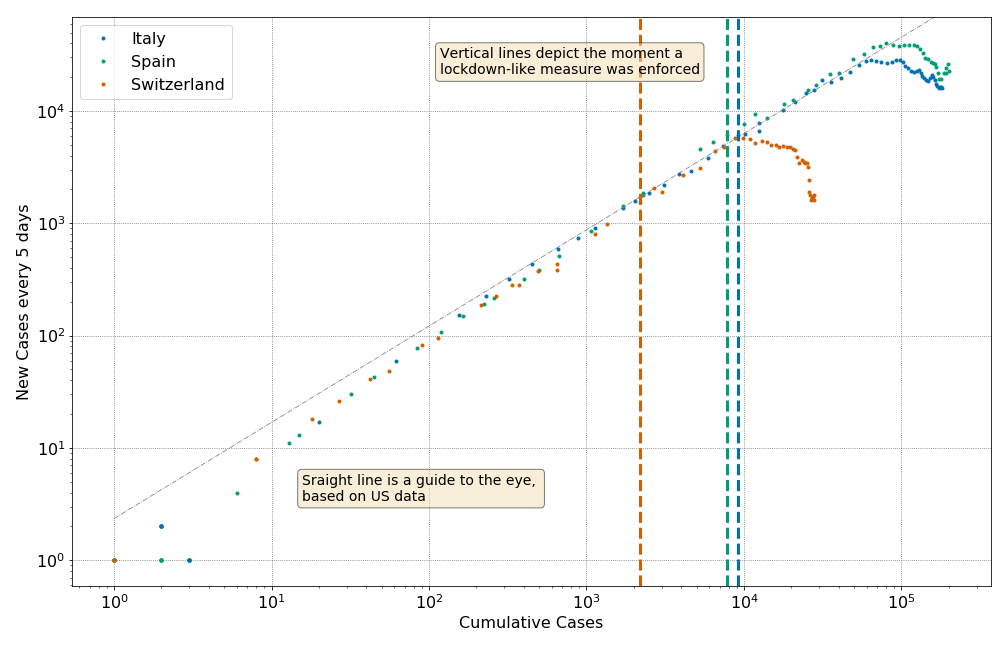 Italy
Spain
Switzerland
Vertical lines depict the moment a
lockdown-like measure was enforced
Sraight line is a guide to the eye,
based on US data
New Cases every 5 days
10⁴
10³
10²
10¹
10⁰
10⁰ 10¹ 10² 10³ 10⁴ 10⁵
Cumulative Cases